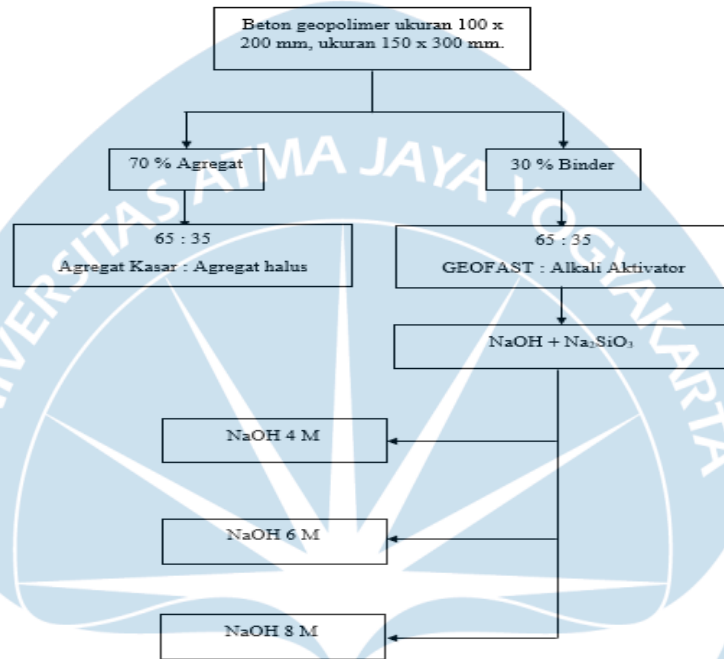 Beton geopolimer ukuran 100 x
200 mm, ukuran 150 x 300 mm.
70 % Agregat
30 % Binder
65 : 35
Agregat Kasar : Agregat halus
65 : 35
GEOFAST : Alkali Aktivator
NaOH + Na₂SiO₃
NaOH 4 M
NaOH 6 M
NaOH 8 M
UNIVERSITAS ATMA JAYA YOGYAKARTA